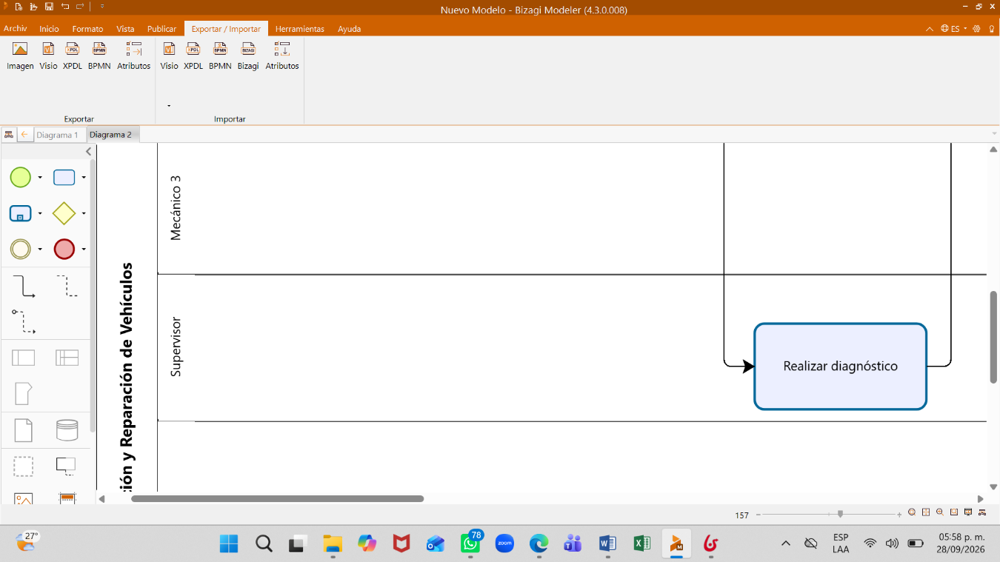 Nuevo Modelo - Bizagi Modeler (4.3.0.008)
Archiv Inicio Formato Vista Publicar Exportar / Importar Herramientas Ayuda ES
Imagen Visio XPDL BPMN Atributos Visio XPDL BPMN Bizagi Atributos
Exportar Importar
Diagrama 1 Diagrama 2
Mecánico 3
Supervisor
ción y Reparación de Vehículos
Realizar diagnóstico
157
27°
78
zoom
ESP
LAA
05:58 p. m.
28/09/2026